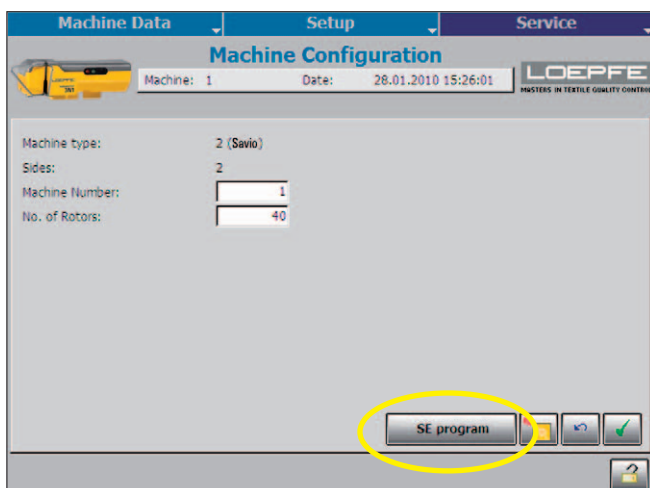 Machine Data Setup Service
Machine Configuration
Machine: 1 Date: 28.01.2010 15:26:01
LOEPFE
MASTERS IN TEXTILE QUALITY CONTROL
Machine type: 2 (Savio)
Sides: 2
Machine Number: 1
No. of Rotors: 40
SE program